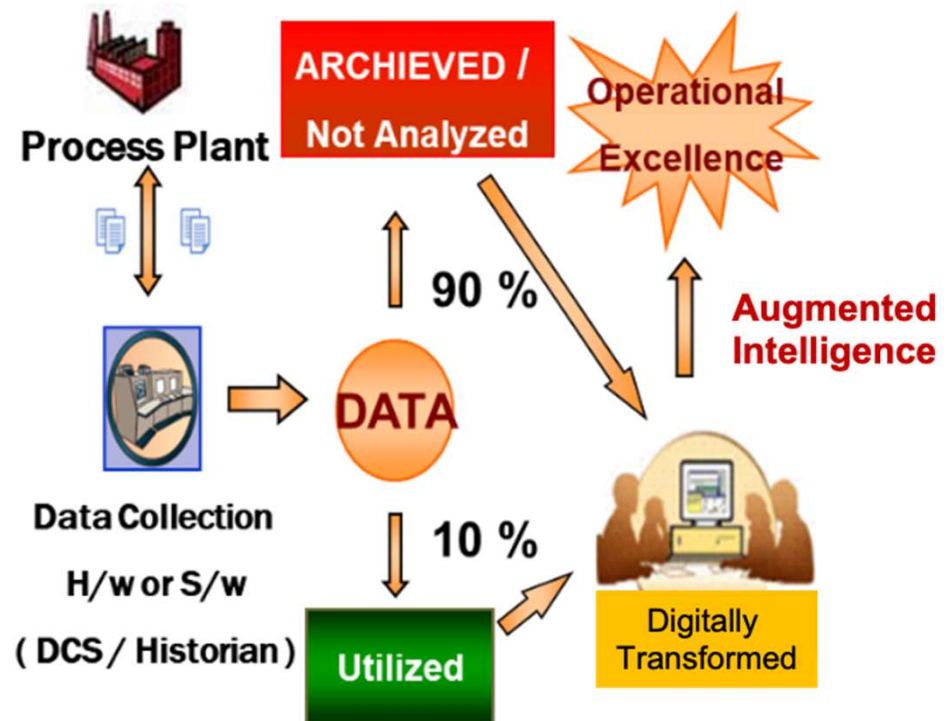 Process Plant
ARCHIEVED /
Not Analyzed
Operational
Excellence
90 %
Augmented
Intelligence
DATA
Data Collection
H/w or S/w
( DCS / Historian )
10 %
Utilized
Digitally
Transformed